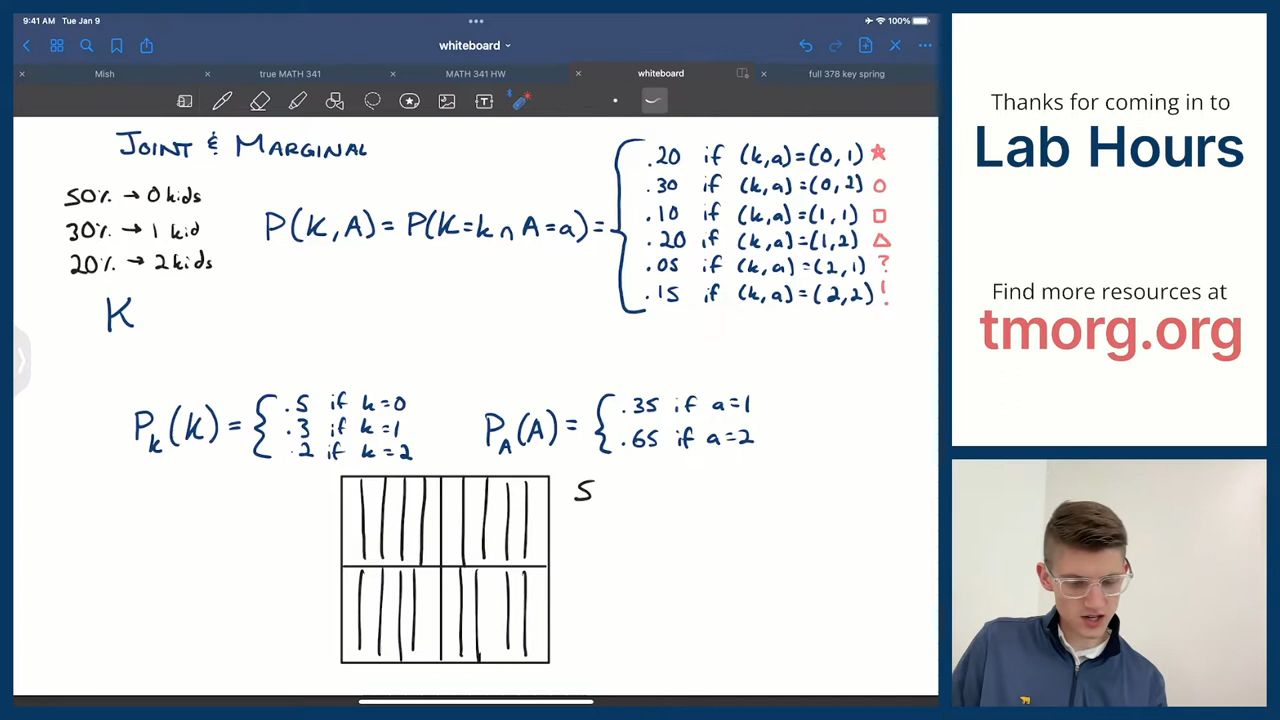 9:41 AM Tue Jan 9
100%
whiteboard
Mish
true MATH 341
MATH 341 HW
whiteboard
full 378 key spring
JOINT & MARGINAL
50% → 0 kids
30% → 1 kid
20% → 2 kids
K
P(K,A) = P(K=k ∩ A=a) =
.20 if (k,a)=(0,1) ☆
.30 if (k,a)=(0,2) ○
.10 if (k,a)=(1,1) □
.20 if (k,a)=(1,2) △
.05 if (k,a)=(2,1) ?
.15 if (k,a)=(2,2) !
P_K(K) =
.5 if k=0
.3 if k=1
.2 if k=2
P_A(A) =
.35 if a=1
.65 if a=2
S
Thanks for coming in to
Lab Hours
Find more resources at
tmorg.org